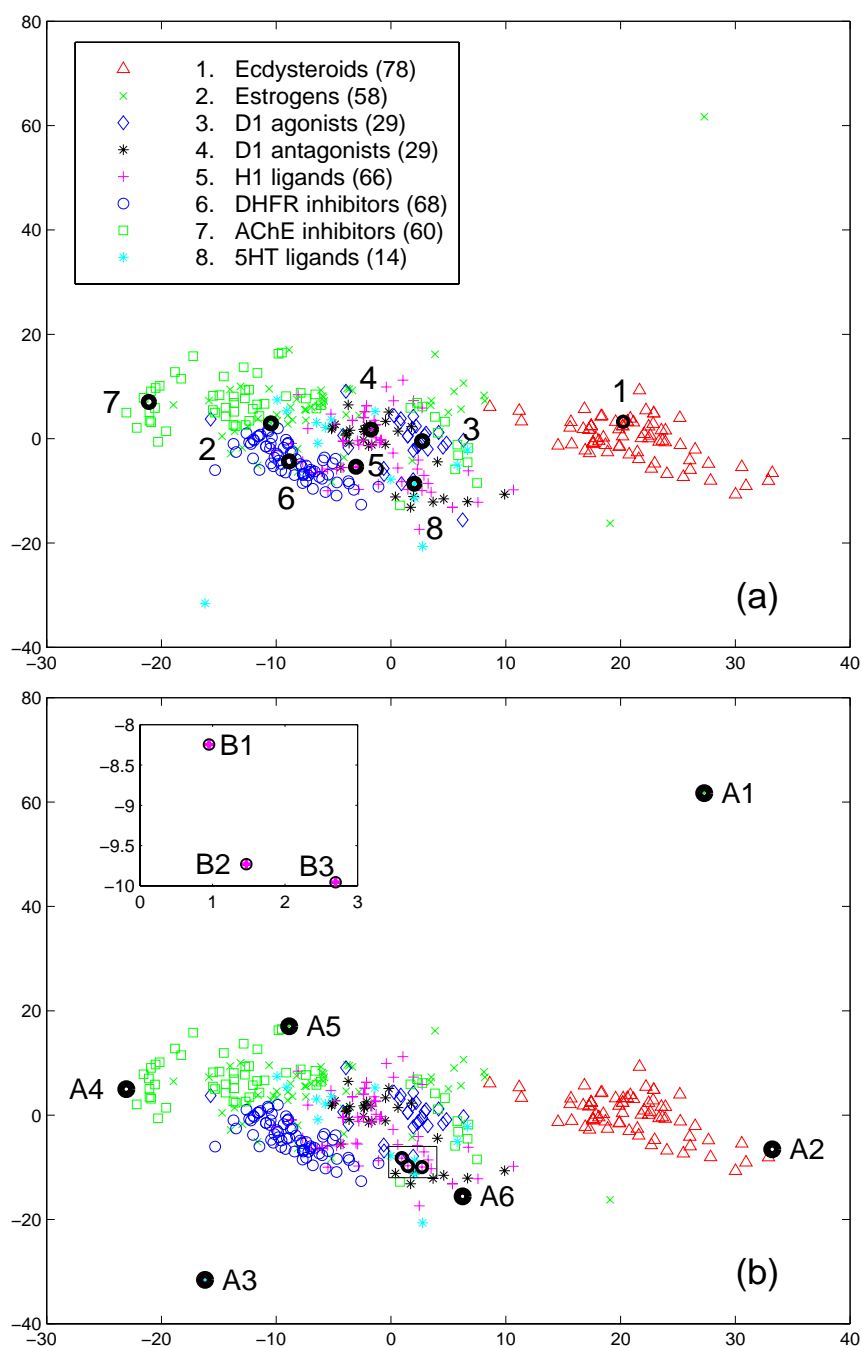 80
60
40
20
0
−20
−40
1. Ecdysteroids (78)
2. Estrogens (58)
3. D1 agonists (29)
4. D1 antagonists (29)
5. H1 ligands (66)
6. DHFR inhibitors (68)
7. AChE inhibitors (60)
8. 5HT ligands (14)
7
4
1
2
3
5
6
8
(a)
−30 −20 −10 0 10 20 30 40
80
60
40
20
0
−20
−40
−8
−8.5
−9
−9.5
−10
B1
B2 B3
0 1 2 3
A1
A5
A4
A2
A6
A3
(b)
−30 −20 −10 0 10 20 30 40